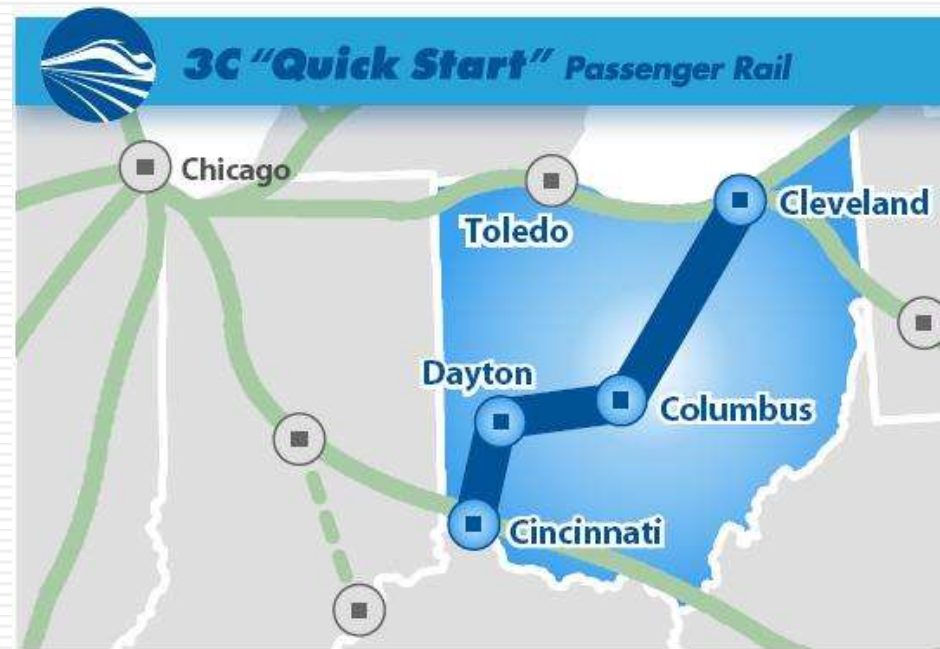 3C “Quick Start” Passenger Rail
Chicago
Toledo
Cleveland
Dayton
Columbus
Cincinnati